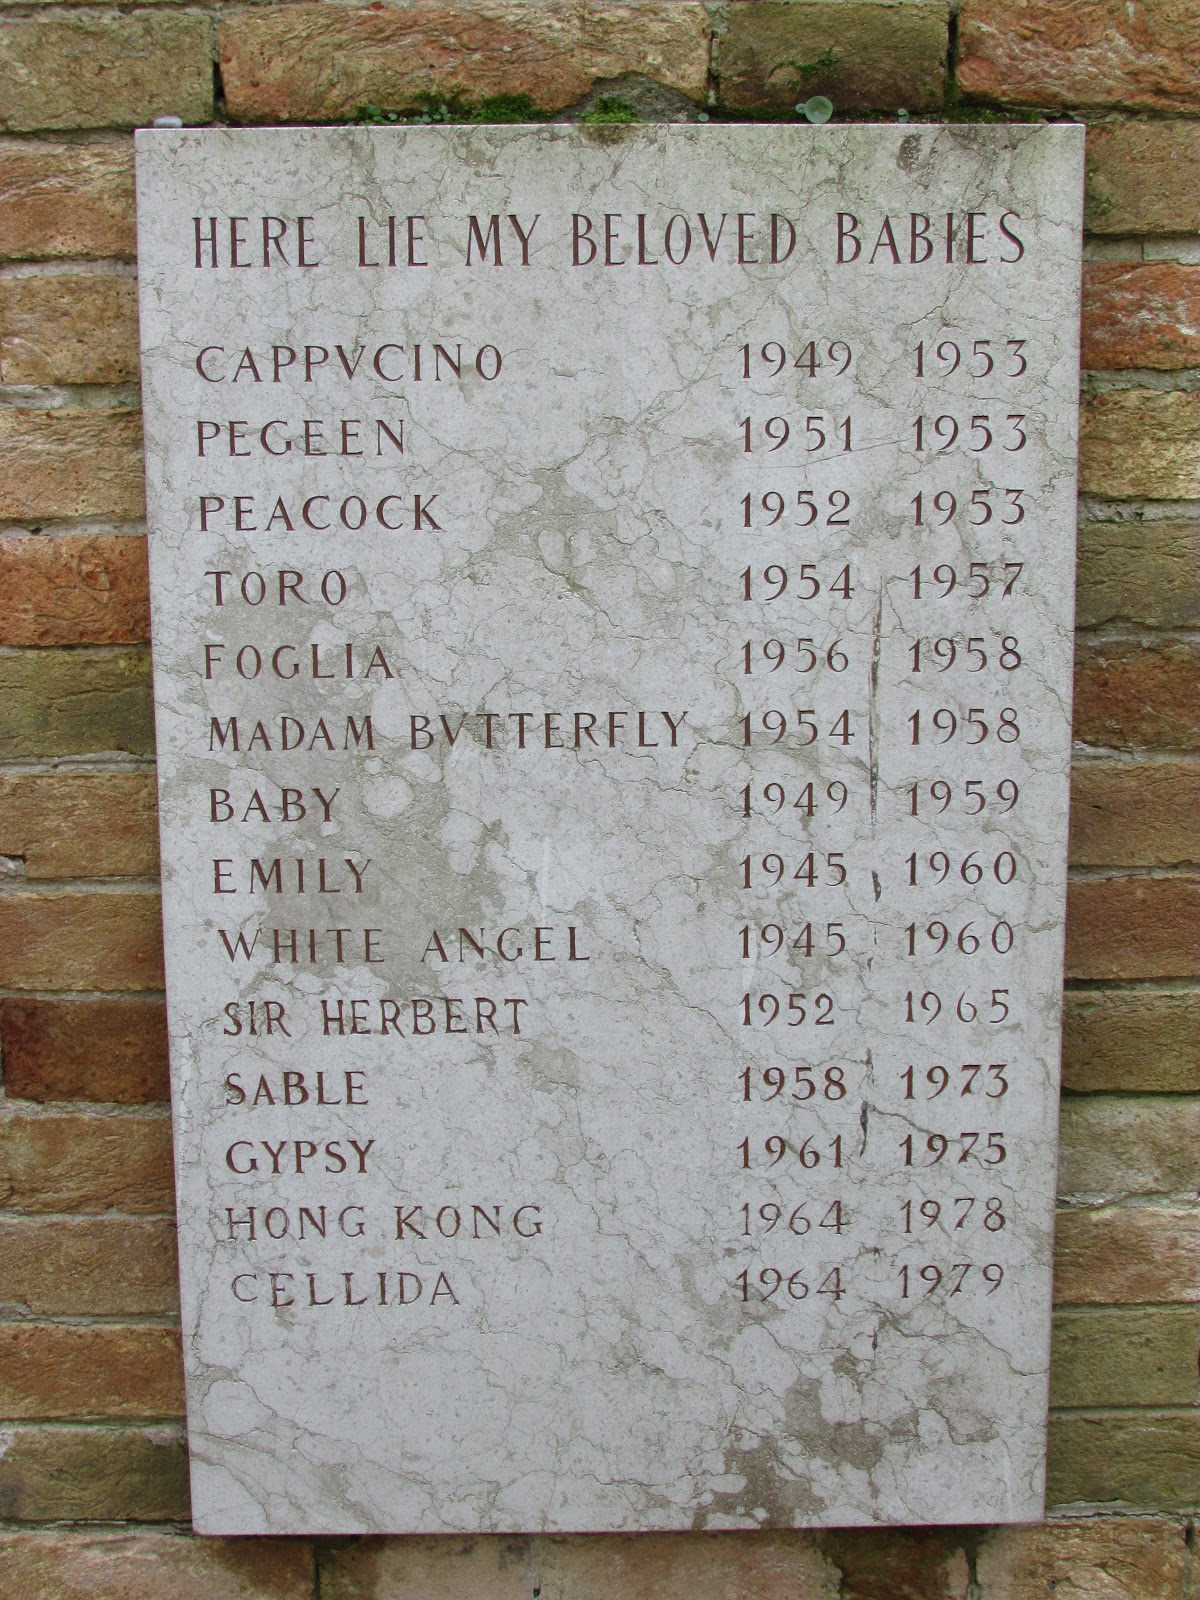 HERE LIE MY BELOVED BABIES
CAPPVCINO 1949 1953
PEGEEN 1951 1953
PEACOCK 1952 1953
TORO 1954 1957
FOGLIA 1956 1958
MADAM BVTTERFLY 1954 1958
BABY 1949 1959
EMILY 1945 1960
WHITE ANGEL 1945 1960
SIR HERBERT 1952 1965
SABLE 1958 1973
GYPSY 1961 1975
HONG KONG 1964 1978
CELLIDA 1964 1979